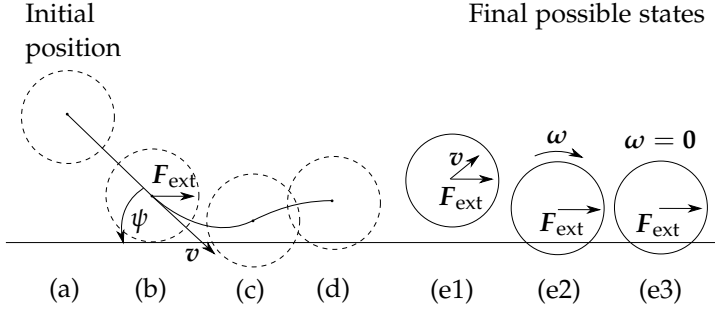 Initial
position
Final possible states
ω
ω = 0
v
F_ext
F_ext
F_ext
F_ext
ψ
v
(a) (b) (c) (d) (e1) (e2) (e3)